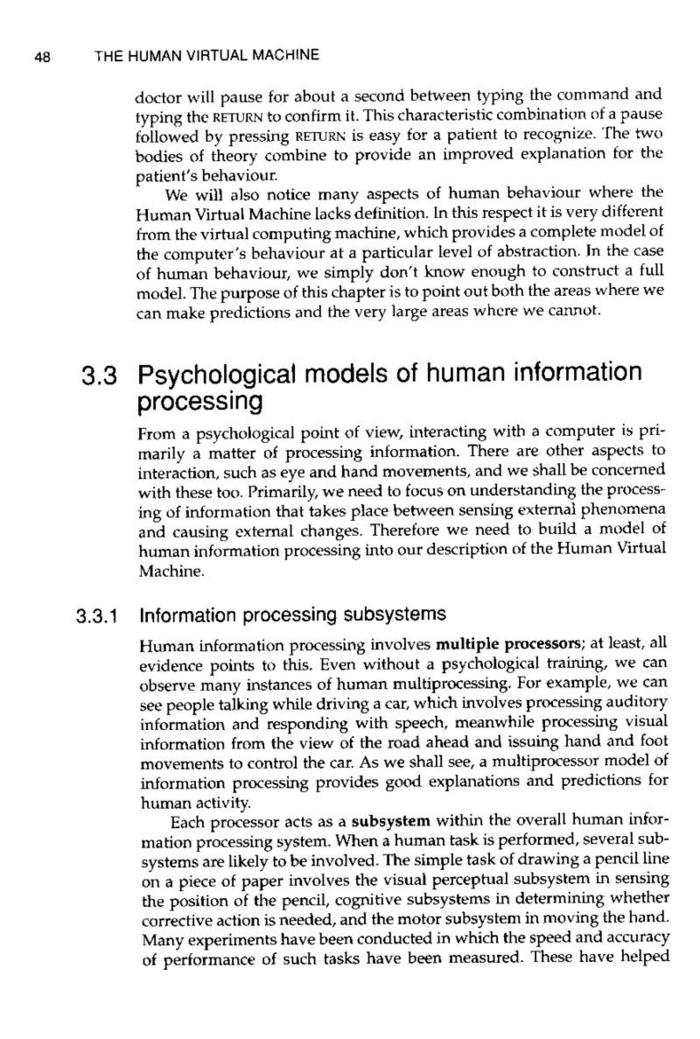 48 THE HUMAN VIRTUAL MACHINE
doctor will pause for about a second between typing the command and
typing the RETURN to confirm it. This characteristic combination of a pause
followed by pressing RETURN is easy for a patient to recognize. The two
bodies of theory combine to provide an improved explanation for the
patient's behaviour.
We will also notice many aspects of human behaviour where the
Human Virtual Machine lacks definition. In this respect it is very different
from the virtual computing machine, which provides a complete model of
the computer's behaviour at a particular level of abstraction. In the case
of human behaviour, we simply don't know enough to construct a full
model. The purpose of this chapter is to point out both the areas where we
can make predictions and the very large areas where we cannot.
3.3 Psychological models of human information
processing
From a psychological point of view, interacting with a computer is pri-
marily a matter of processing information. There are other aspects to
interaction, such as eye and hand movements, and we shall be concerned
with these too. Primarily, we need to focus on understanding the process-
ing of information that takes place between sensing external phenomena
and causing external changes. Therefore we need to build a model of
human information processing into our description of the Human Virtual
Machine.
3.3.1 Information processing subsystems
Human information processing involves multiple processors; at least, all
evidence points to this. Even without a psychological training, we can
observe many instances of human multiprocessing. For example, we can
see people talking while driving a car, which involves processing auditory
information and responding with speech, meanwhile processing visual
information from the view of the road ahead and issuing hand and foot
movements to control the car. As we shall see, a multiprocessor model of
information processing provides good explanations and predictions for
human activity.
Each processor acts as a subsystem within the overall human infor-
mation processing system. When a human task is performed, several sub-
systems are likely to be involved. The simple task of drawing a pencil line
on a piece of paper involves the visual perceptual subsystem in sensing
the position of the pencil, cognitive subsystems in determining whether
corrective action is needed, and the motor subsystem in moving the hand.
Many experiments have been conducted in which the speed and accuracy
of performance of such tasks have been measured. These have helped